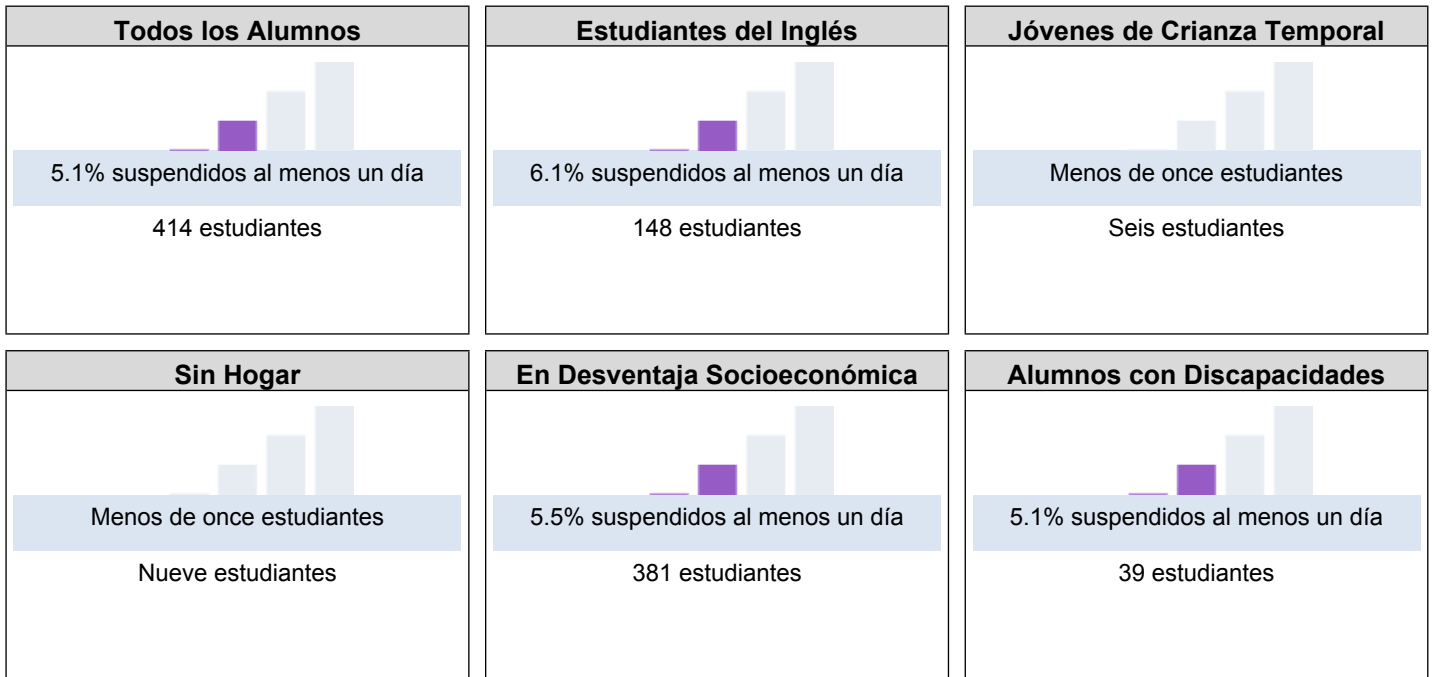 Todos los Alumnos
5.1% suspendidos al menos un día
414 estudiantes
Estudiantes del Inglés
6.1% suspendidos al menos un día
148 estudiantes
Jóvenes de Crianza Temporal
Menos de once estudiantes
Seis estudiantes
Sin Hogar
Menos de once estudiantes
Nueve estudiantes
En Desventaja Socioeconómica
5.5% suspendidos al menos un día
381 estudiantes
Alumnos con Discapacidades
5.1% suspendidos al menos un día
39 estudiantes